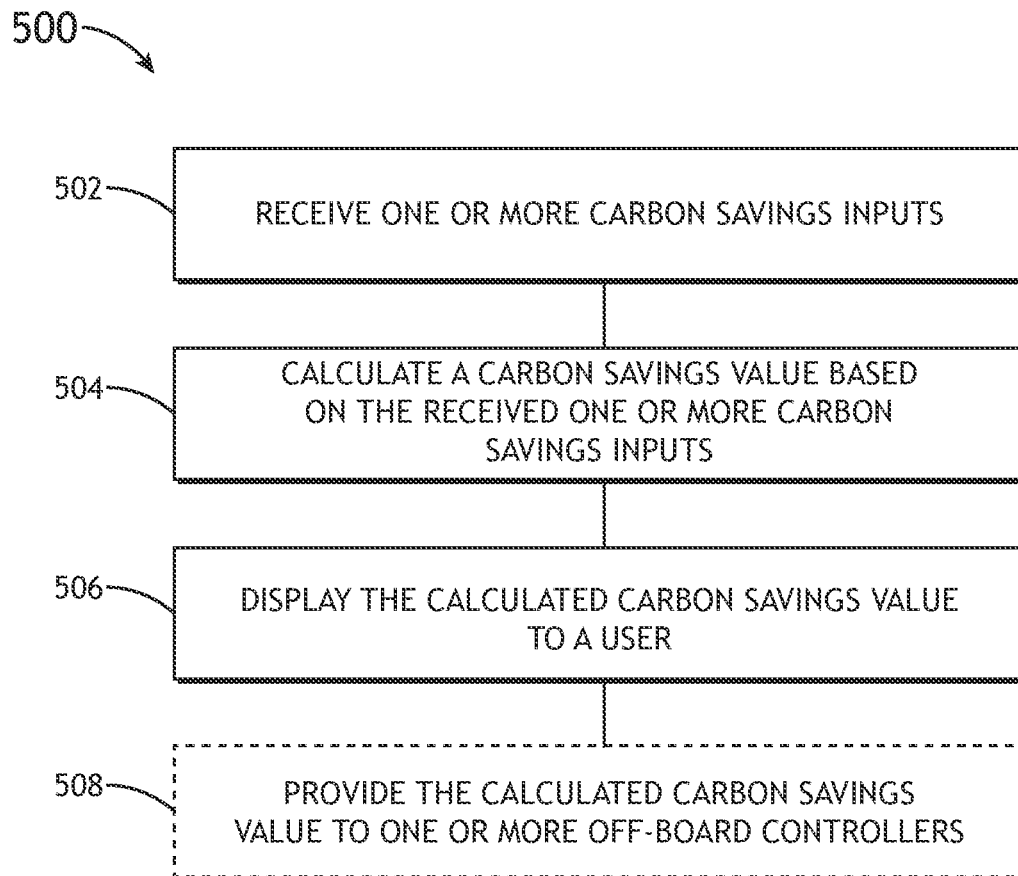 500
502
RECEIVE ONE OR MORE CARBON SAVINGS INPUTS
504
CALCULATE A CARBON SAVINGS VALUE BASED
ON THE RECEIVED ONE OR MORE CARBON
SAVINGS INPUTS
506
DISPLAY THE CALCULATED CARBON SAVINGS VALUE
TO A USER
508
PROVIDE THE CALCULATED CARBON SAVINGS
VALUE TO ONE OR MORE OFF-BOARD CONTROLLERS